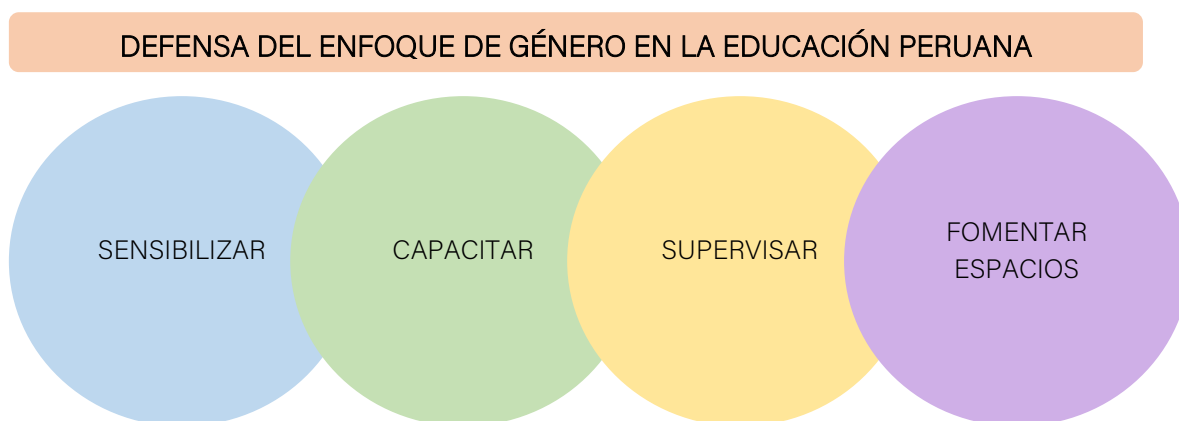 DEFENSA DEL ENFOQUE DE GÉNERO EN LA EDUCACIÓN PERUANA
SENSIBILIZAR
CAPACITAR
SUPERVISAR
FOMENTAR
ESPACIOS